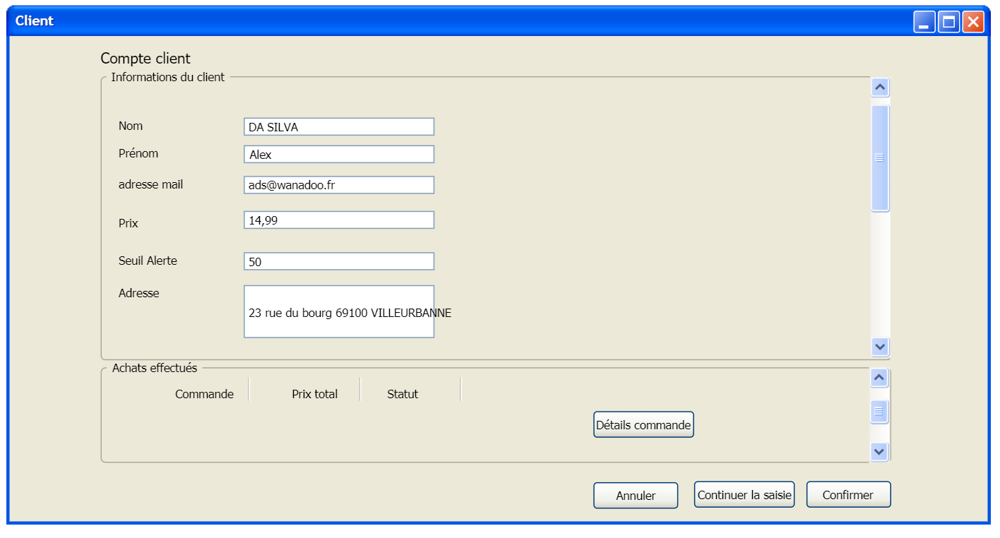 Client
Compte client
Informations du client
Nom DA SILVA
Prénom Alex
adresse mail ads@wanadoo.fr
Prix 14,99
Seuil Alerte 50
Adresse
23 rue du bourg 69100 VILLEURBANNE
Achats effectués
Commande Prix total Statut
Détails commande
Annuler Continuer la saisie Confirmer